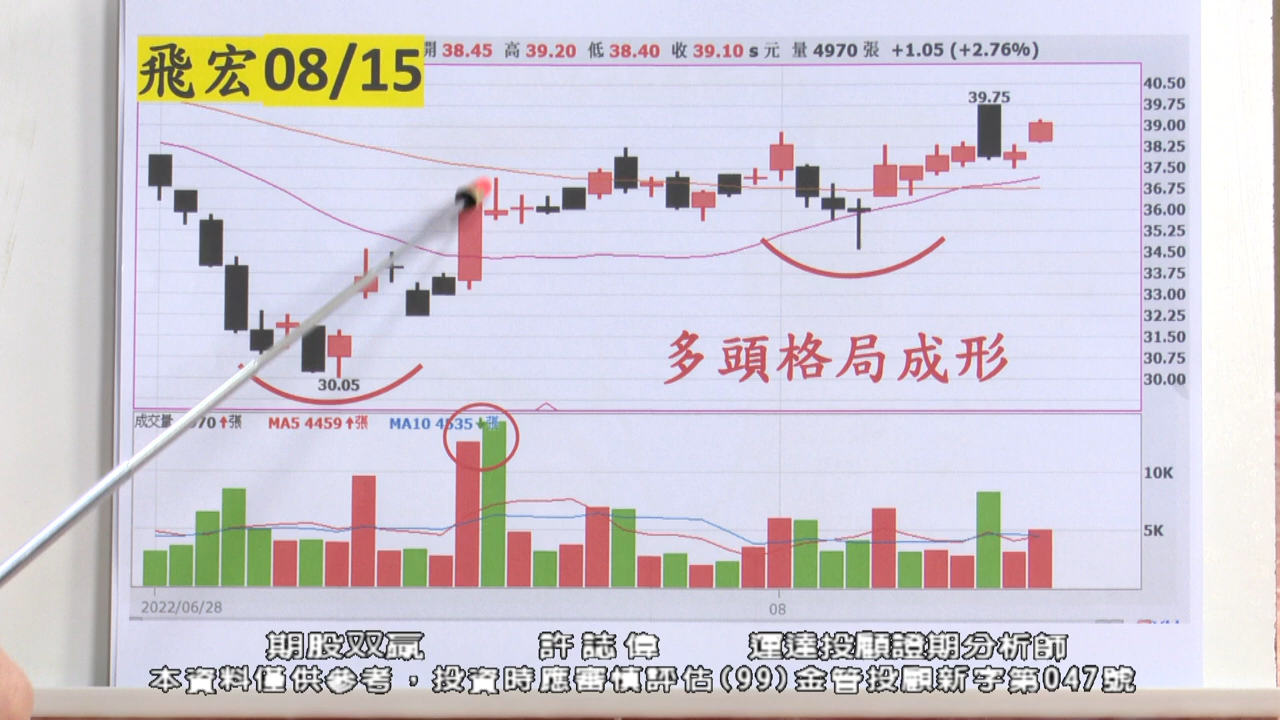 飛宏08/15
開 38.45 高 39.20 低 38.40 收 39.10 s 元 量 4970 張 +1.05 (+2.76%)
40.50
39.75
39.75
39.00
38.25
37.50
36.75
36.00
35.25
34.50
33.75
33.00
32.25
31.50
30.75
30.00
多頭格局成形
30.05
成交量 970↑張 MA5 4459↑張 MA10 4535↓張
10K
5K
2022/06/28 08
期股双贏 許誌偉 運達投顧證期分析師
本資料僅供參考，投資時應審慎評估(99)金管投顧新字第047號